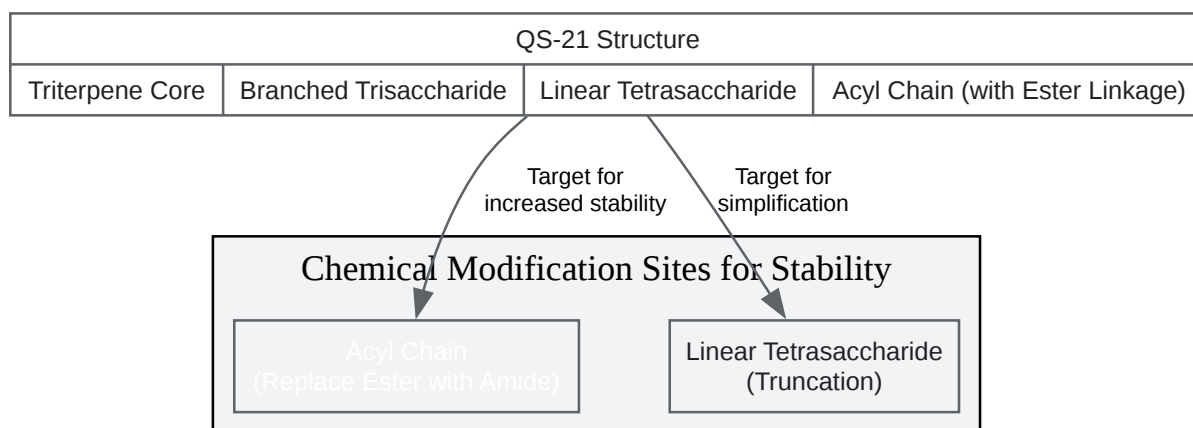 QS-21 Structure
Triterpene Core
Branched Trisaccharide
Linear Tetrasaccharide
Acyl Chain (with Ester Linkage)
Target for
increased stability
Target for
simplification
Chemical Modification Sites for Stability
Acyl Chain
(Replace Ester with Amide)
Linear Tetrasaccharide
(Truncation)